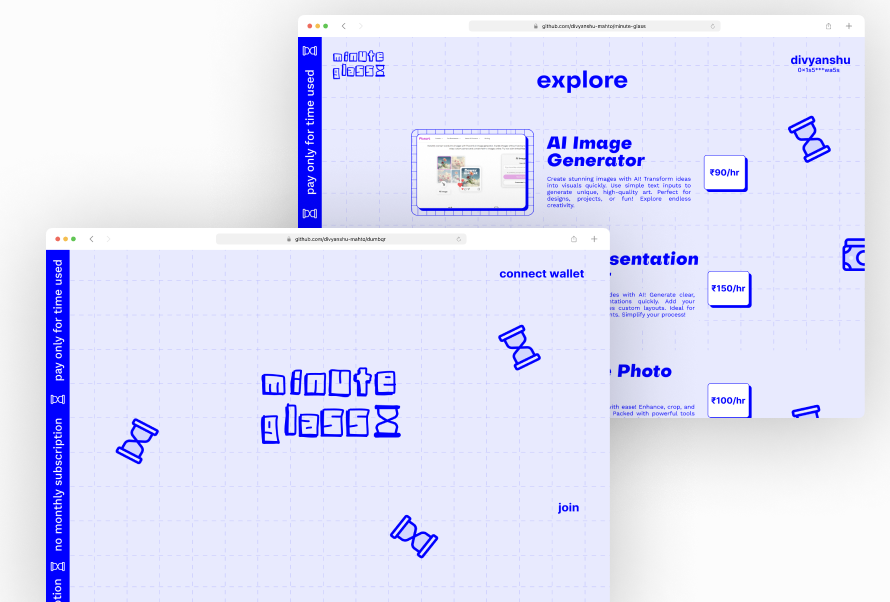 github.com/divyanshu-mahto/minute-glass
pay only for time used
minute
glass
divyanshu
0x1s5***wa5s
explore
AI Image
Generator
Create stunning images with AI! Transform ideas
into visuals quickly. Use simple text inputs to
generate unique, high-quality art. Perfect for
designs, projects, or fun! Explore endless
creativity.
₹90/hr
sentation
des with AI! Generate clear,
ntations quickly. Add your
s custom layouts. Ideal for
nts. Simplify your process!
₹150/hr
Photo
with ease! Enhance, crop, and
Packed with powerful tools
₹100/hr
github.com/divyanshu-mahto/dumbqr
pay only for time used
no monthly subscription
tion
connect wallet
minute
glass
join